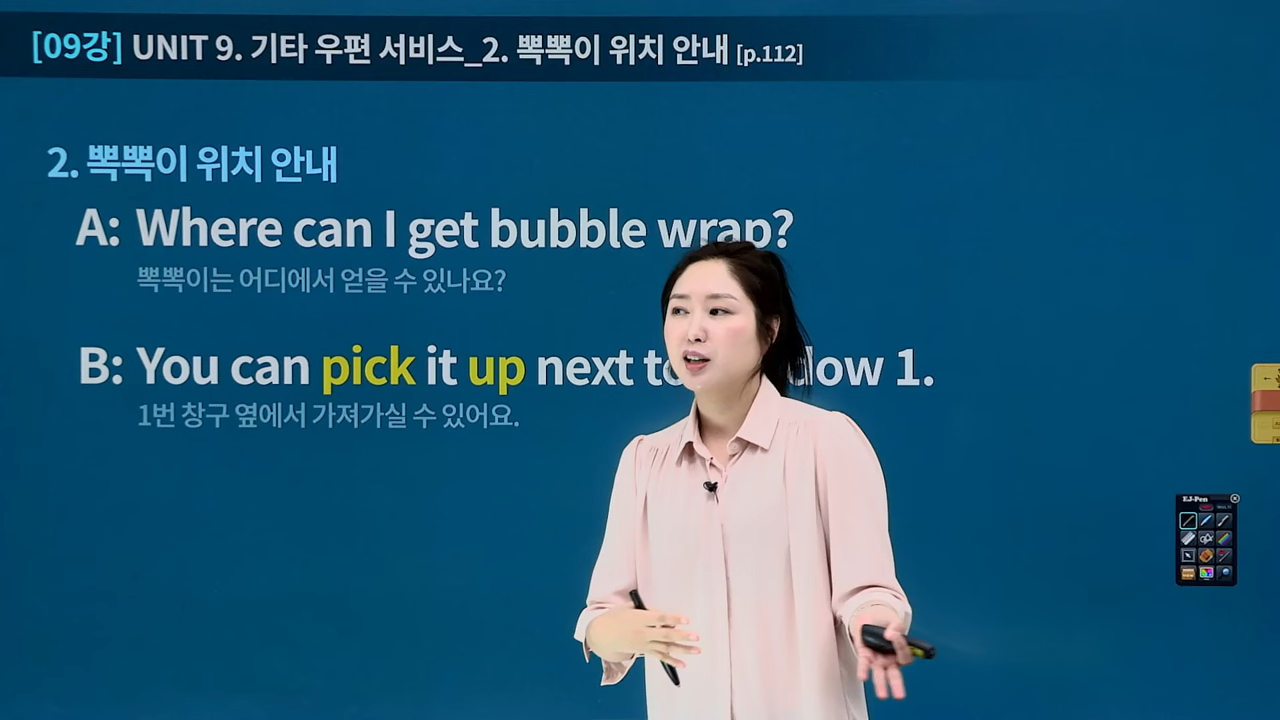 [09강] UNIT 9. 기타 우편 서비스_2. 뽁뽁이 위치 안내 [p.112]
2. 뽁뽁이 위치 안내
A: Where can I get bubble wrap?
뽁뽁이는 어디에서 얻을 수 있나요?
B: You can pick it up next to 1.
1번 창구 옆에서 가져가실 수 있어요.
EJ-Pen